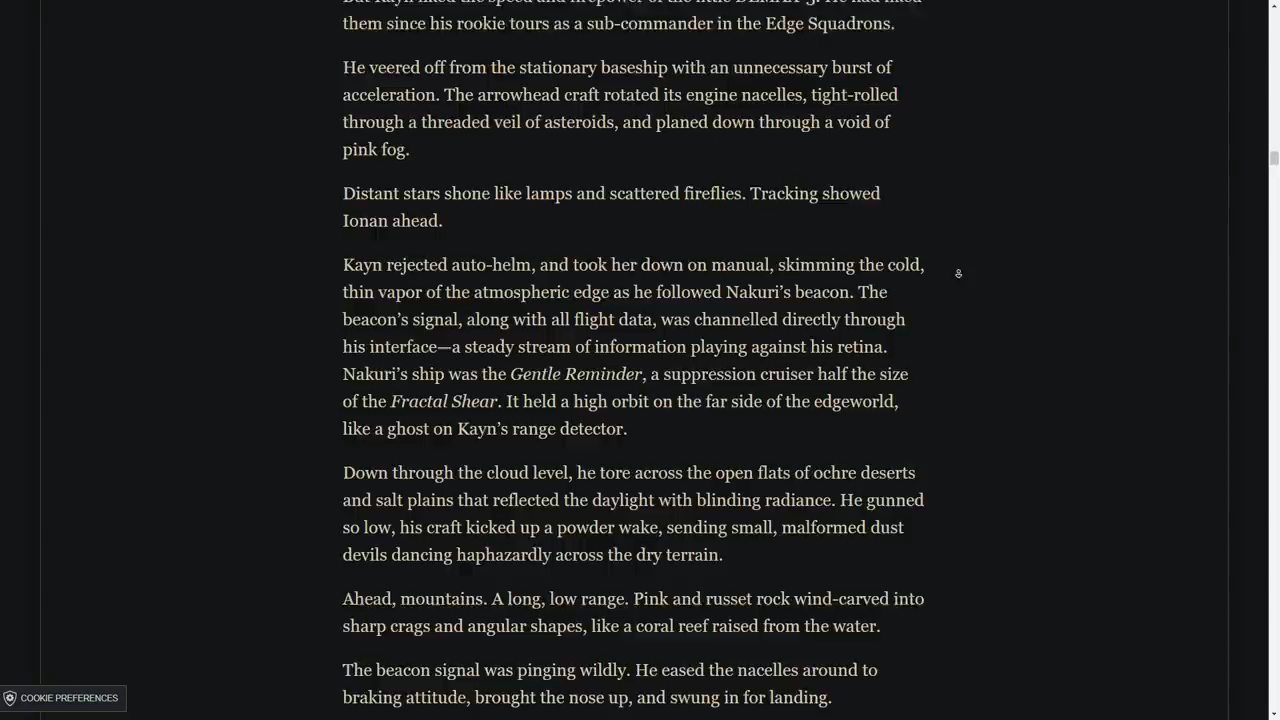 them since his rookie tours as a sub-commander in the Edge Squadrons.
He veered off from the stationary baseship with an unnecessary burst of
acceleration. The arrowhead craft rotated its engine nacelles, tight-rolled
through a threaded veil of asteroids, and planed down through a void of
pink fog.
Distant stars shone like lamps and scattered fireflies. Tracking showed
Ionan ahead.
Kayn rejected auto-helm, and took her down on manual, skimming the cold,
thin vapor of the atmospheric edge as he followed Nakuri’s beacon. The
beacon’s signal, along with all flight data, was channelled directly through
his interface—a steady stream of information playing against his retina.
Nakuri’s ship was the Gentle Reminder, a suppression cruiser half the size
of the Fractal Shear. It held a high orbit on the far side of the edgeworld,
like a ghost on Kayn’s range detector.
Down through the cloud level, he tore across the open flats of ochre deserts
and salt plains that reflected the daylight with blinding radiance. He gunned
so low, his craft kicked up a powder wake, sending small, malformed dust
devils dancing haphazardly across the dry terrain.
Ahead, mountains. A long, low range. Pink and russet rock wind-carved into
sharp crags and angular shapes, like a coral reef raised from the water.
The beacon signal was pinging wildly. He eased the nacelles around to
braking attitude, brought the nose up, and swung in for landing.
COOKIE PREFERENCES